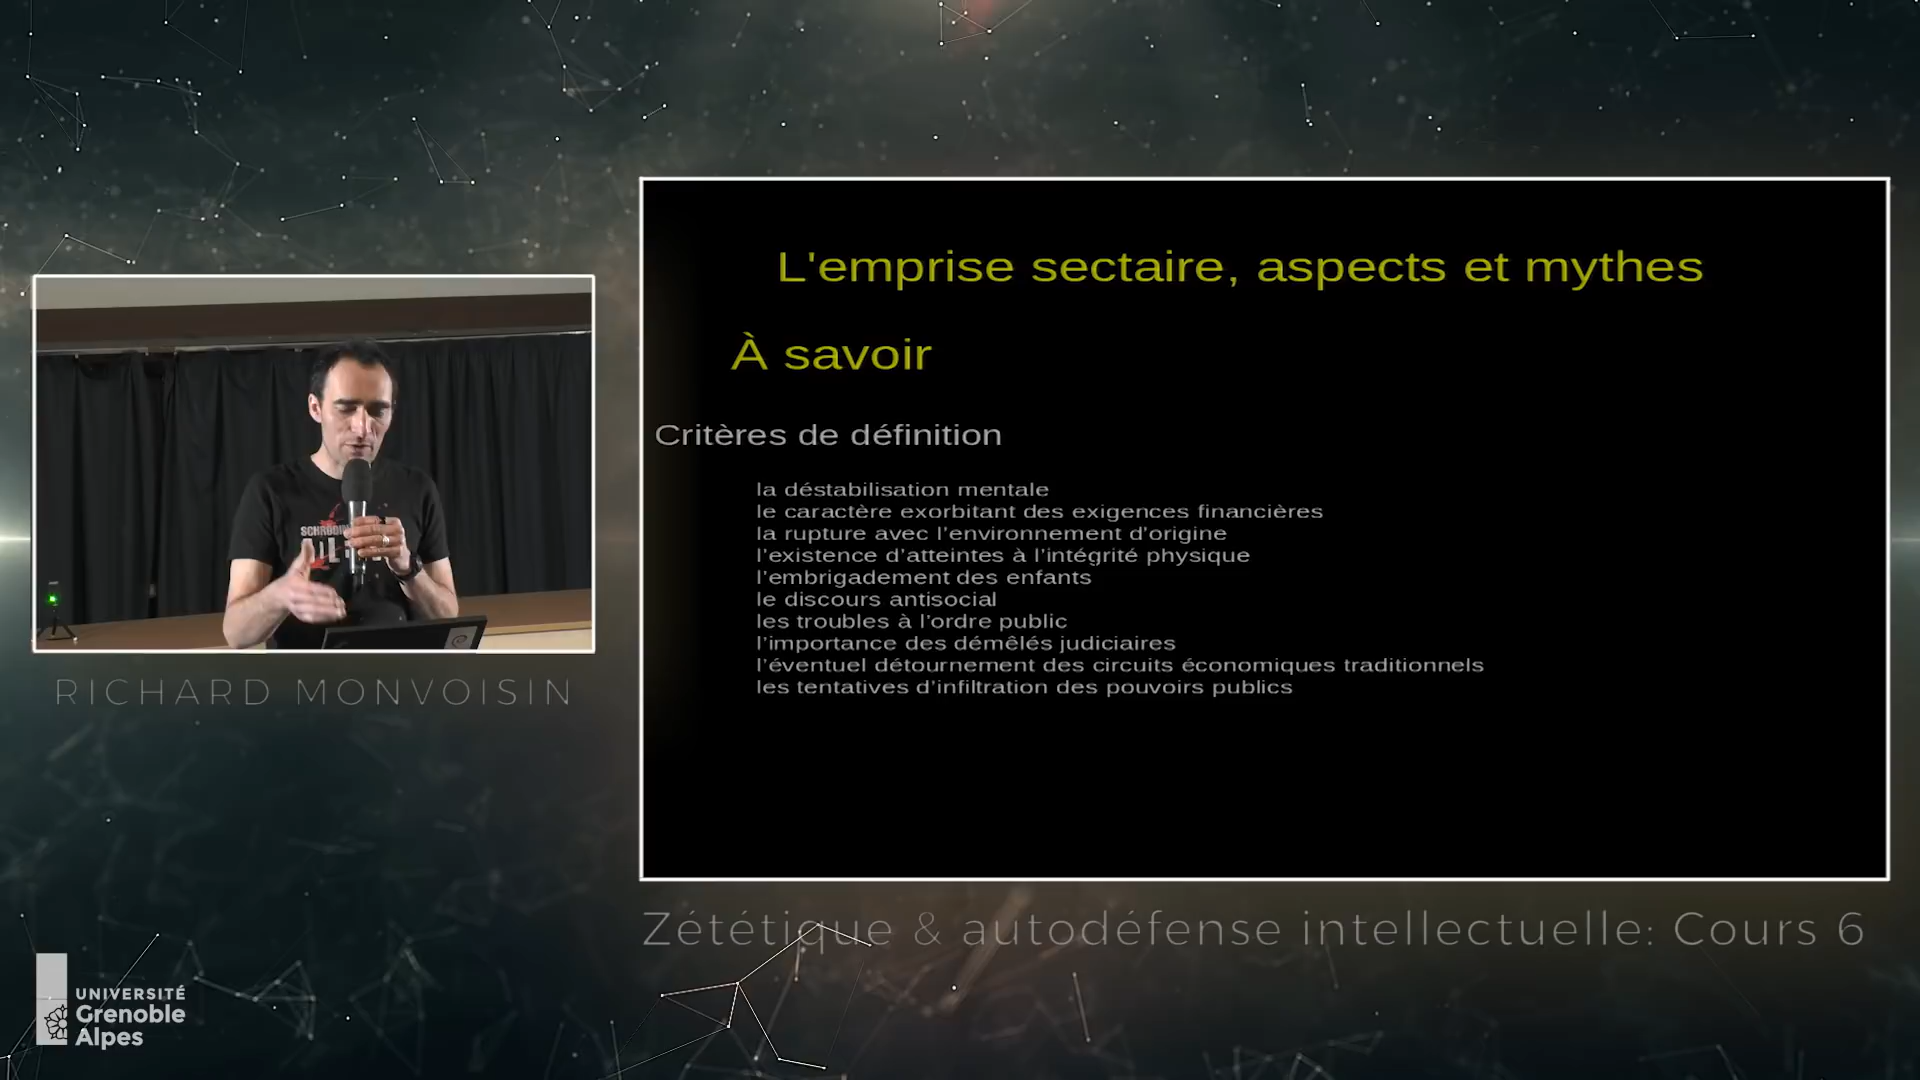 L'emprise sectaire, aspects et mythes
À savoir
Critères de définition
la déstabilisation mentale
le caractère exorbitant des exigences financières
la rupture avec l’environnement d’origine
l’existence d’atteintes à l’intégrité physique
l’embrigadement des enfants
le discours antisocial
les troubles à l’ordre public
l’importance des démêlés judiciaires
l’éventuel détournement des circuits économiques traditionnels
les tentatives d’infiltration des pouvoirs publics
RICHARD MONVOISIN
Zététique & autodéfense intellectuelle: Cours 6
UNIVERSITÉ
Grenoble
Alpes